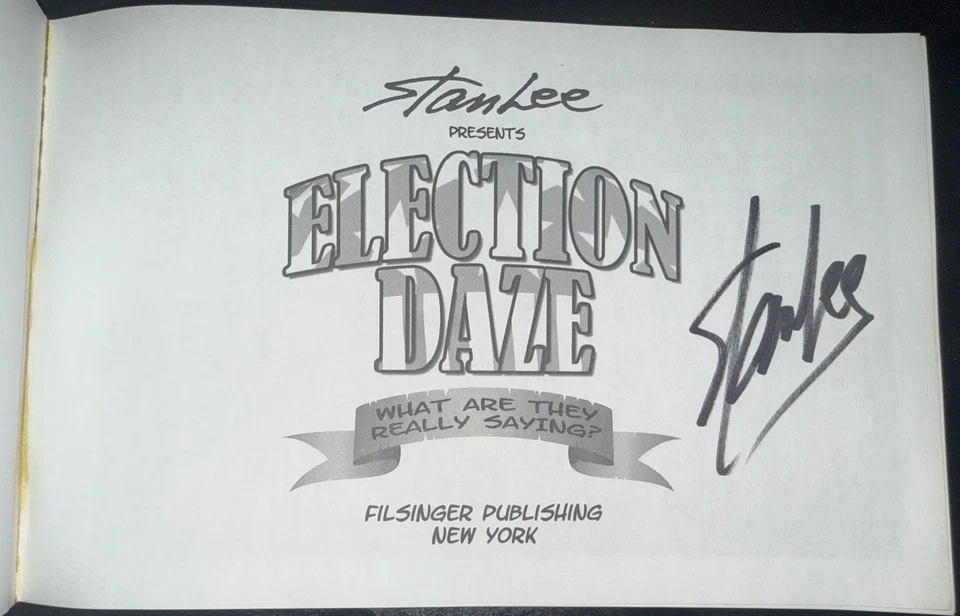 Stan Lee
PRESENTS
ELECTION
DAZE
WHAT ARE THEY
REALLY SAYING?
FILSINGER PUBLISHING
NEW YORK
Stan Lee